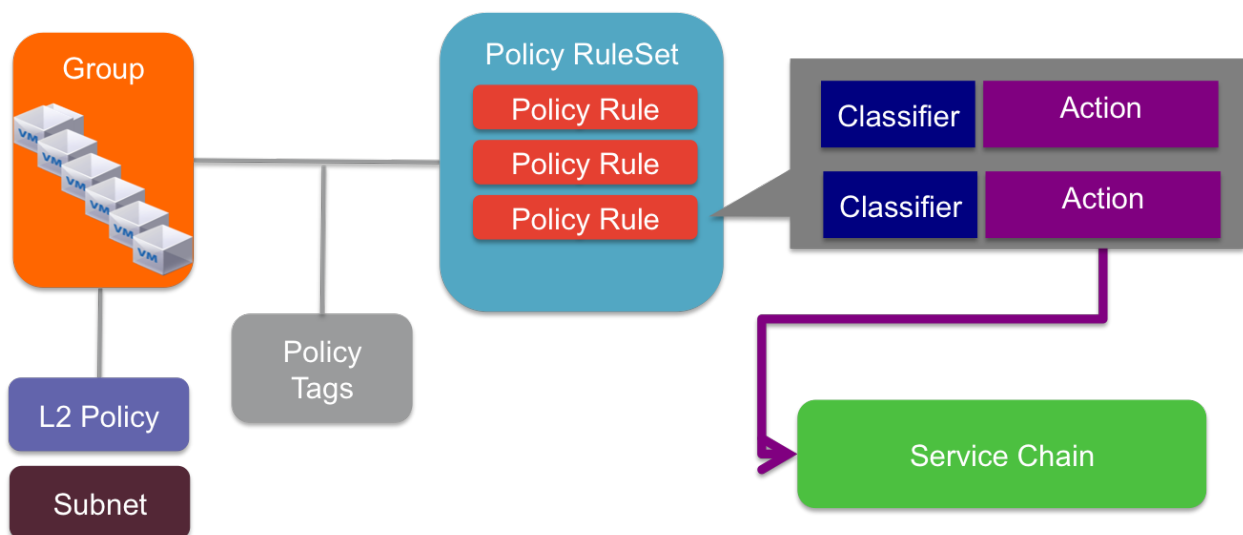 Group
VM
VM
VM
VM
VM
VM
Policy RuleSet
Policy Rule
Policy Rule
Policy Rule
Classifier
Action
Classifier
Action
Policy
Tags
L2 Policy
Subnet
Service Chain